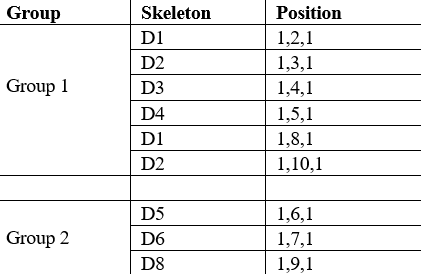 Group Skeleton Position
D1 1,2,1
D2 1,3,1
Group 1 D3 1,4,1
D4 1,5,1
D1 1,8,1
D2 1,10,1
D5 1,6,1
Group 2 D6 1,7,1
D8 1,9,1